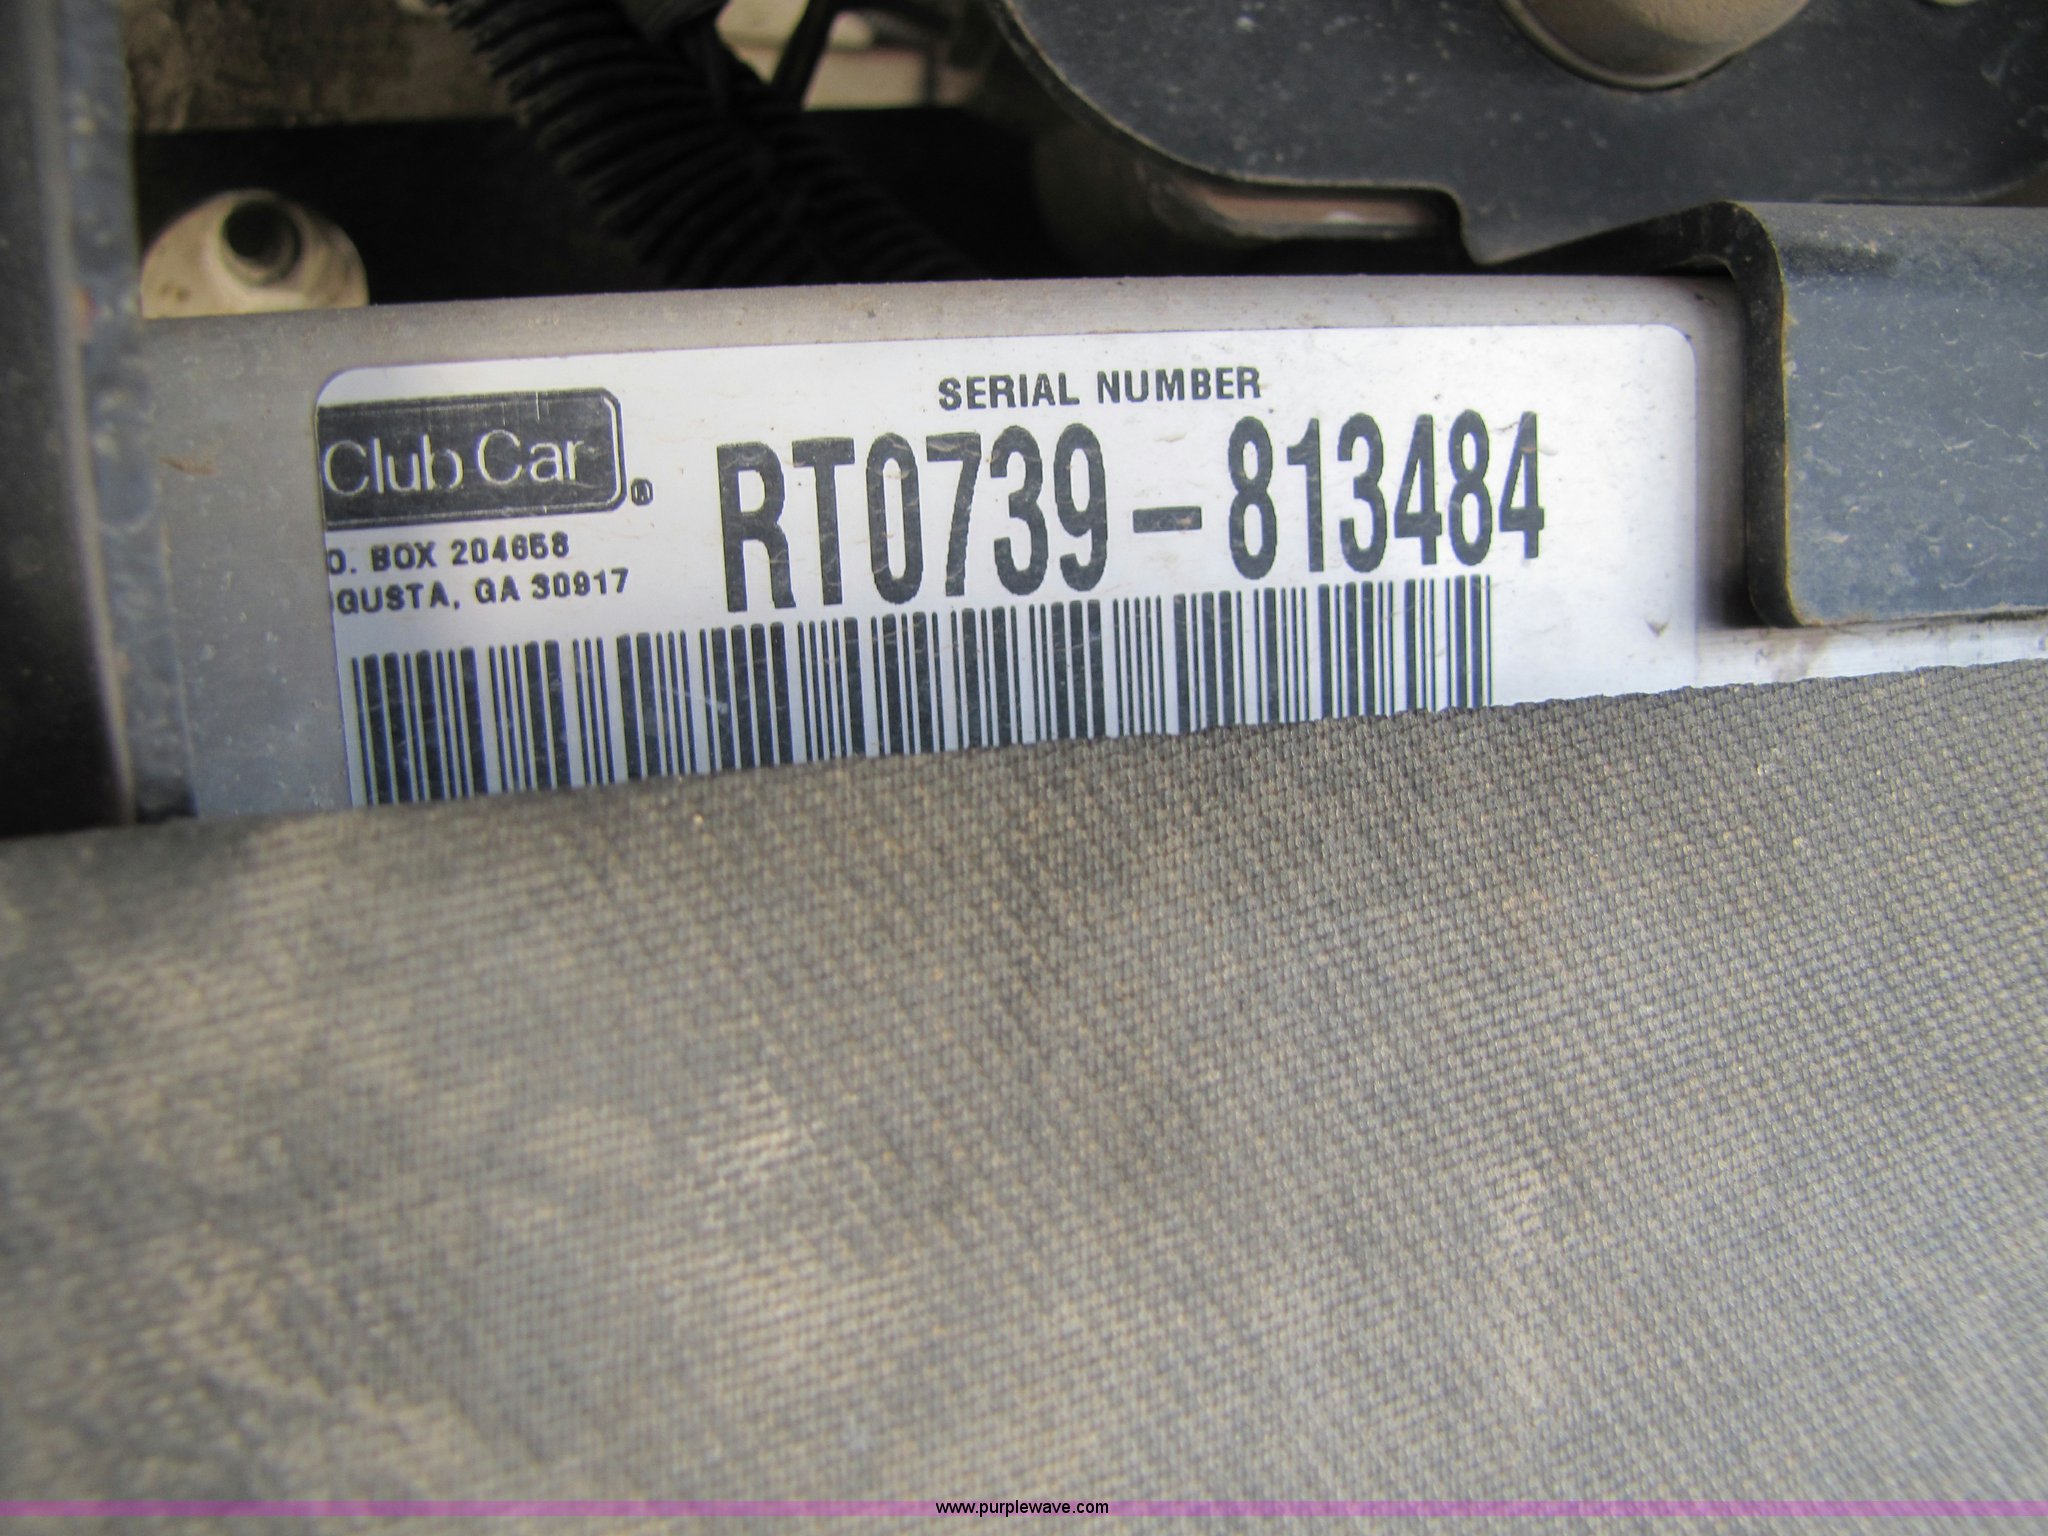 SERIAL NUMBER
Club Car®
RT0739-813484
O. BOX 204658
GUSTA, GA 30917
www.purplewave.com